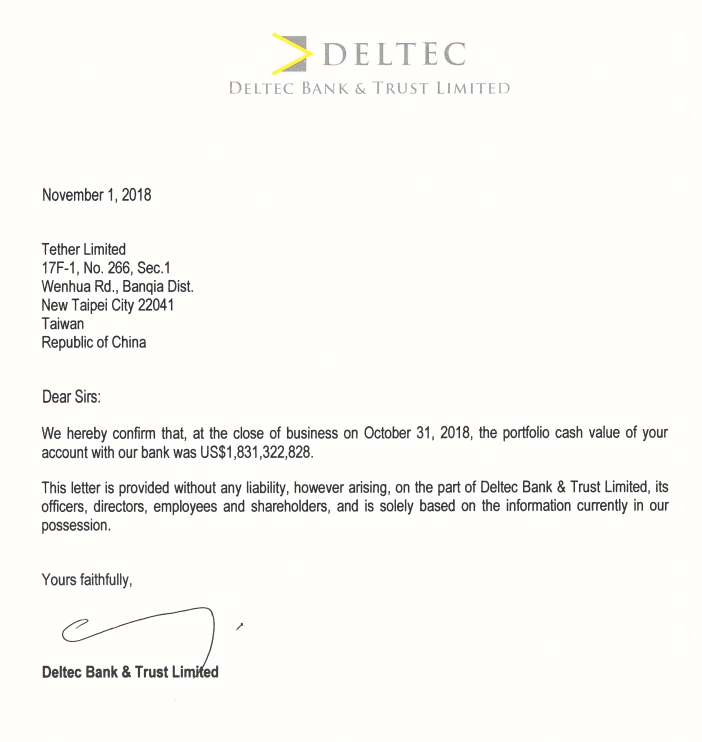 DELTEC
DELTEC BANK & TRUST LIMITED
November 1, 2018
Tether Limited
17F-1, No. 266, Sec.1
Wenhua Rd., Banqia Dist.
New Taipei City 22041
Taiwan
Republic of China
Dear Sirs:
We hereby confirm that, at the close of business on October 31, 2018, the portfolio cash value of your
account with our bank was US$1,831,322,828.
This letter is provided without any liability, however arising, on the part of Deltec Bank & Trust Limited, its
officers, directors, employees and shareholders, and is solely based on the information currently in our
possession.
Yours faithfully,
Deltec Bank & Trust Limited